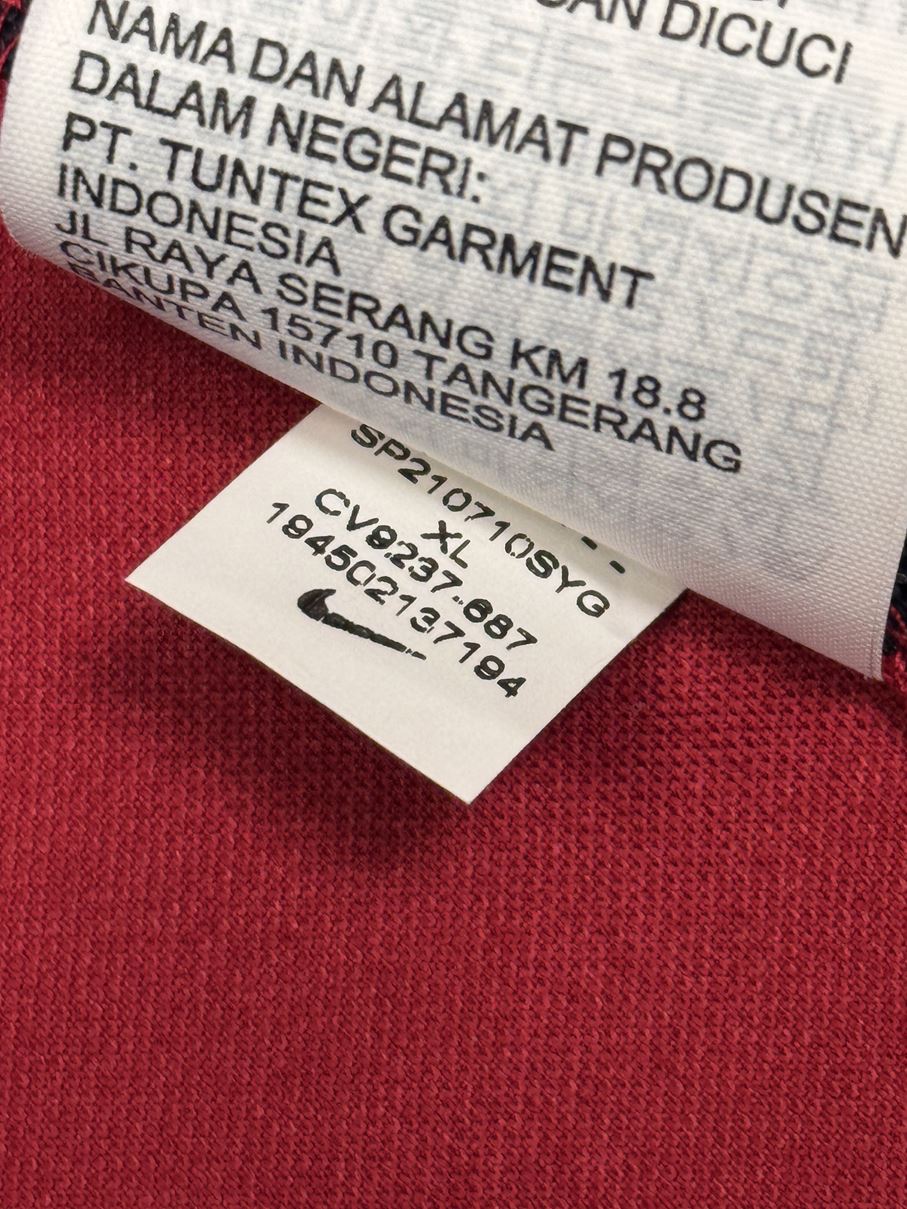 DICUCI
NAMA DAN ALAMAT PRODUSEN
DALAM NEGERI:
PT. TUNTEX GARMENT
INDONESIA
JL RAYA SERANG KM 18.8
CIKUPA 15710 TANGERANG
BANTEN INDONESIA
SP210710SYG
XL
CV9237-687
194502137194